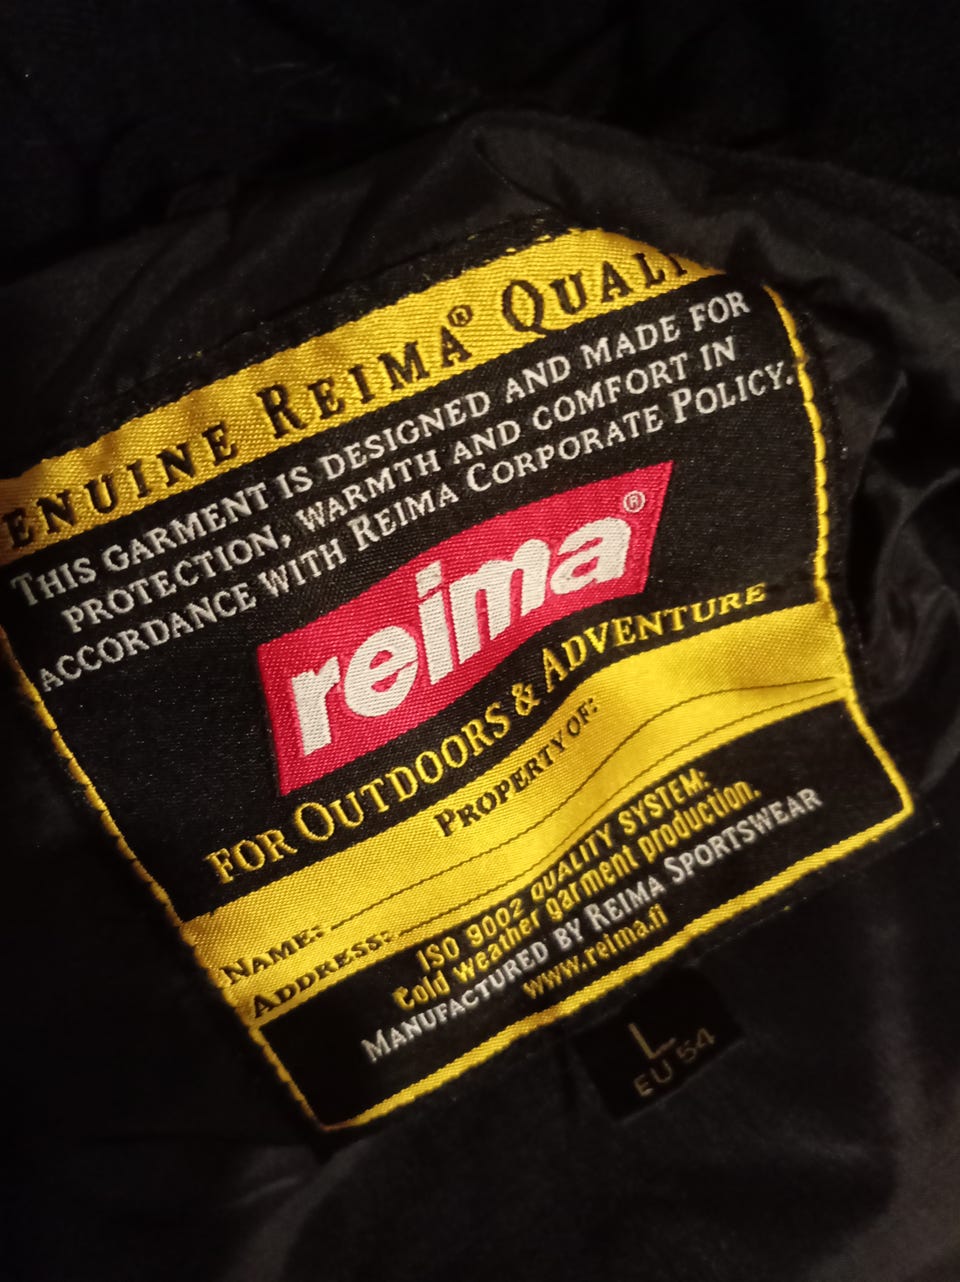 ENUINE REIMA® QUALI
THIS GARMENT IS DESIGNED AND MADE FOR
PROTECTION, WARMTH AND COMFORT IN
ACCORDANCE WITH REIMA CORPORATE POLICY.
reima®
FOR OUTDOORS & ADVENTURE
PROPERTY OF:
NAME:
ADDRESS:
ISO 9002 QUALITY SYSTEM:
Cold weather garment production.
MANUFACTURED BY REIMA SPORTSWEAR
www.reima.fi
L
EU 54